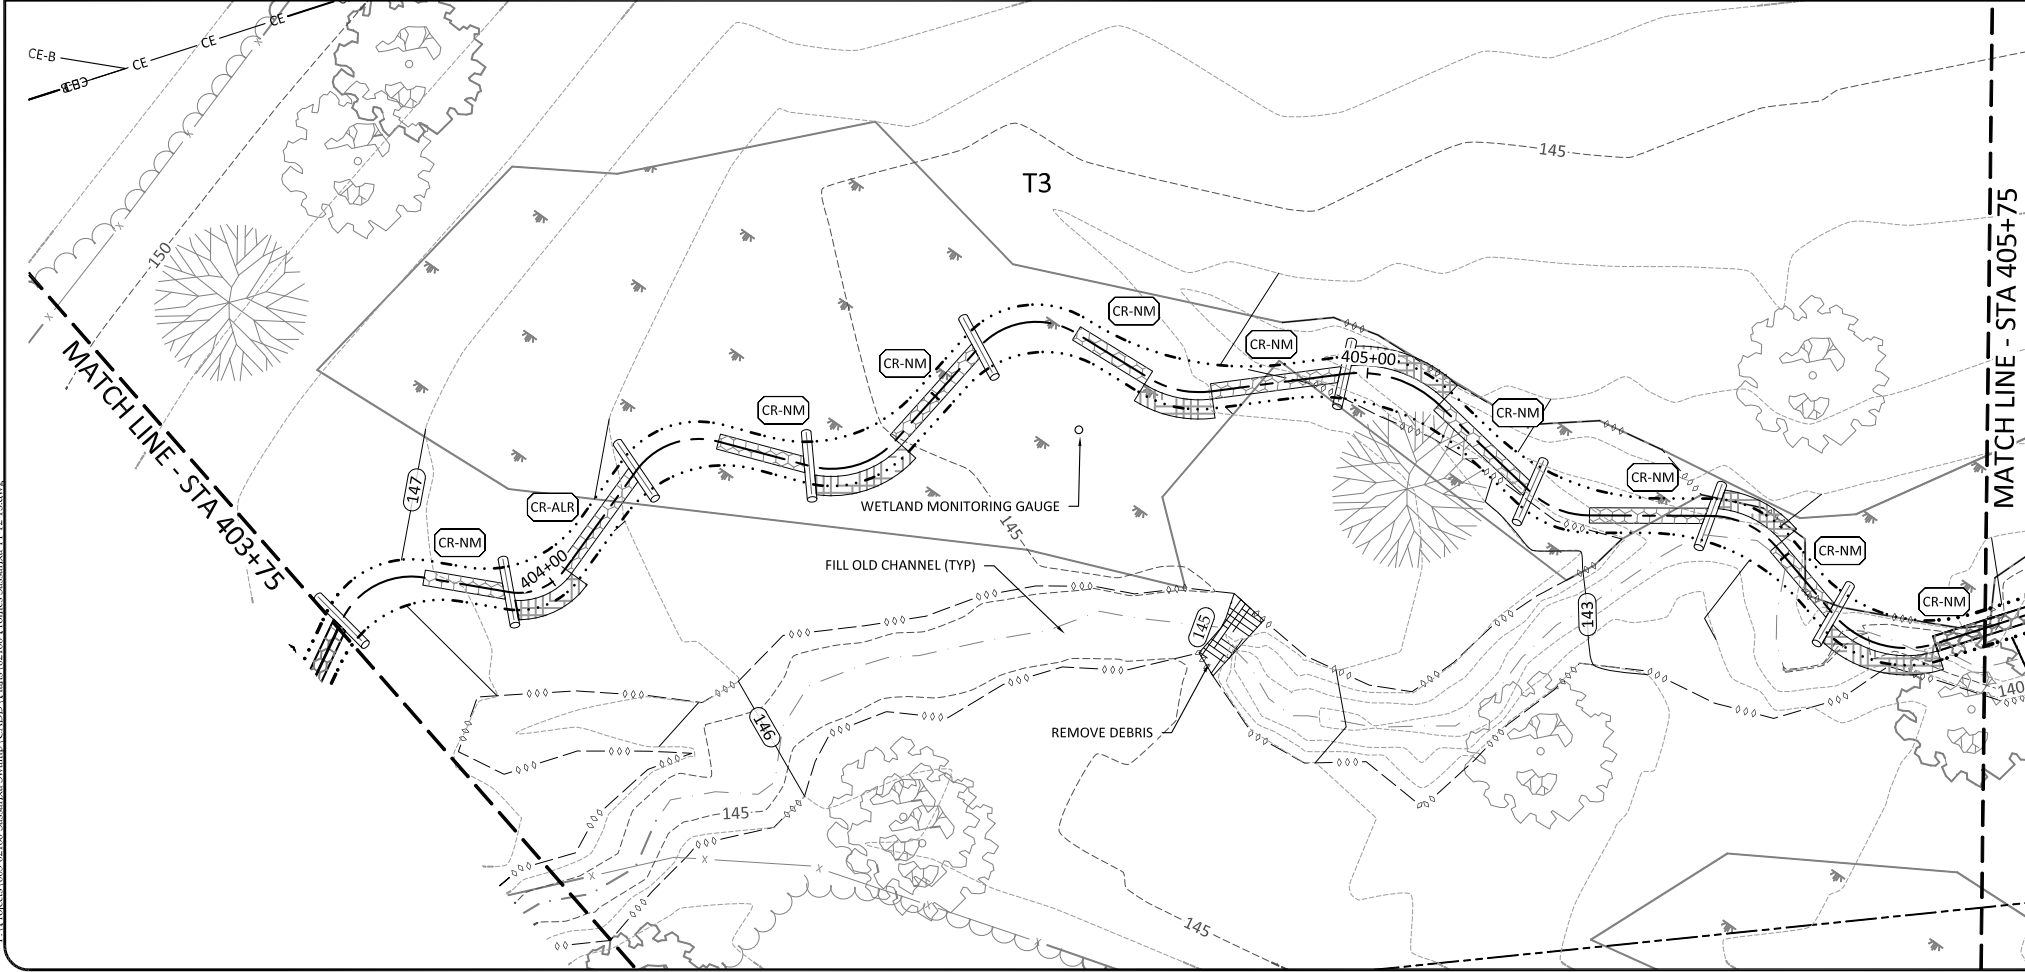 CE
CE
CE-B
CE
150
145
T3
MATCH LINE - STA 405+75
MATCH LINE - STA 403+75
CR-NM
CR-NM
405+00
CR-NM
CR-NM
CR-NM
CR-NM
147
CR-ALR
WETLAND MONITORING GAUGE
145
CR-NM
404+00
CR-NM
FILL OLD CHANNEL (TYP)
CR-NM
143
145
140
146
REMOVE DEBRIS
145
145